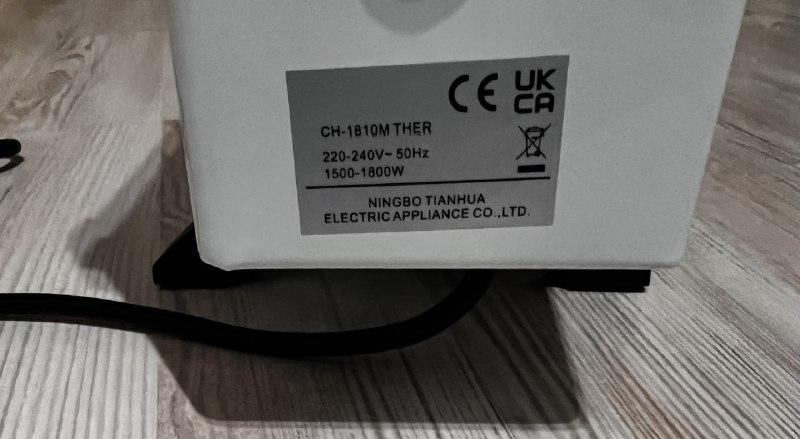 CE UK
CA
CH-1810M THER
220-240V~ 50Hz
1500-1800W
NINGBO TIANHUA
ELECTRIC APPLIANCE CO.,LTD.